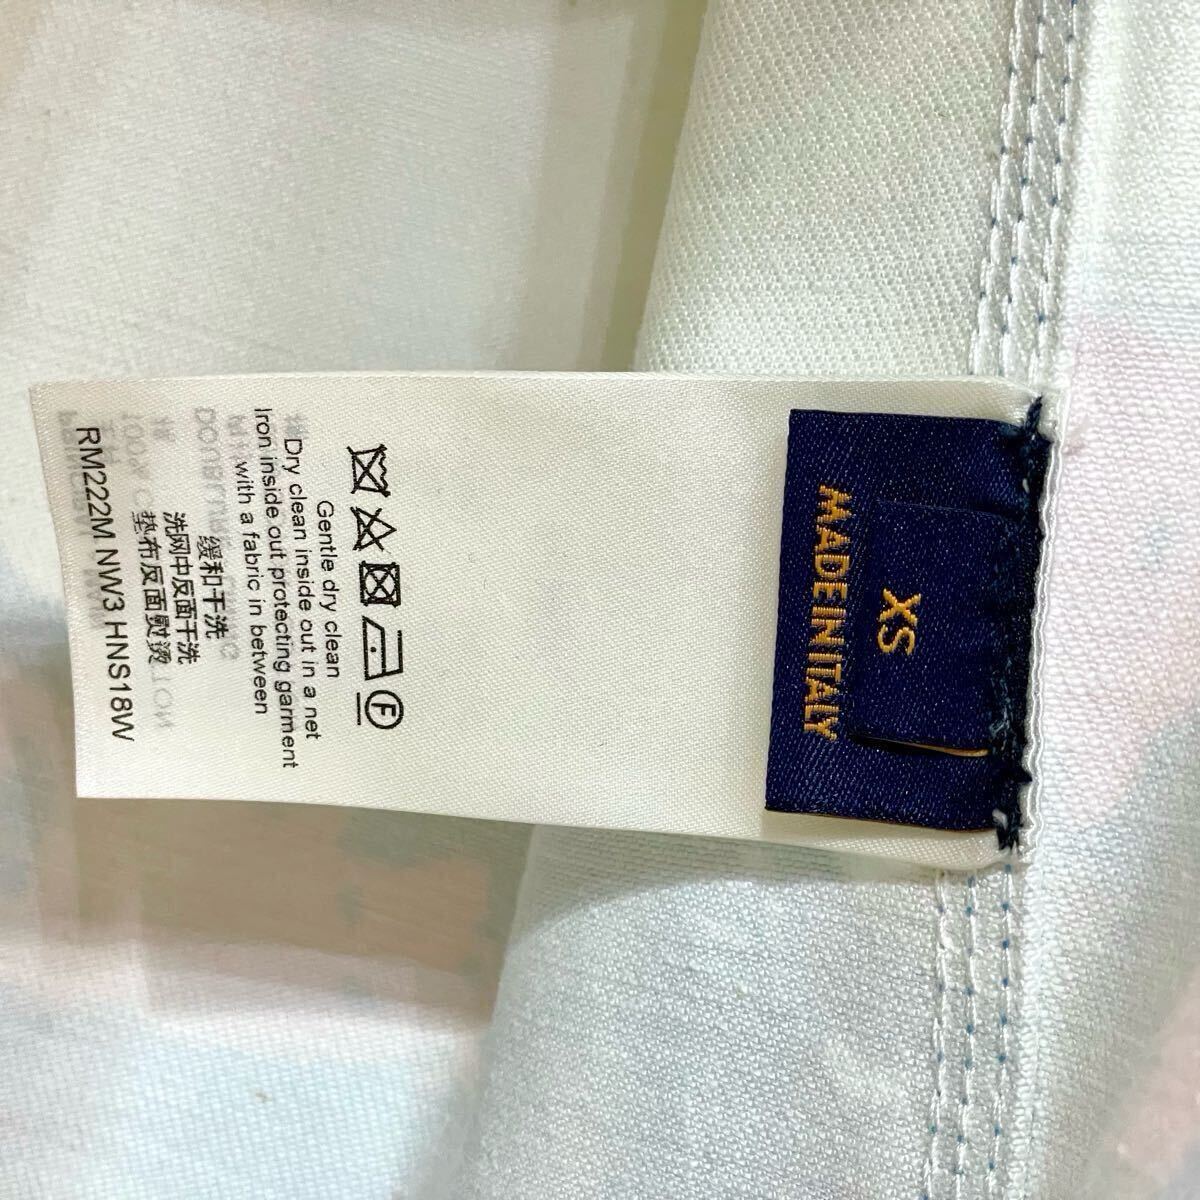 MADE IN ITALY
XS
F
Gentle dry clean
Dry clean inside out in a net
Iron inside out protecting garment
with a fabric in between
缓和干洗
洗网中反面干洗
垫布反面熨烫
RM222M NW3 HNS18W